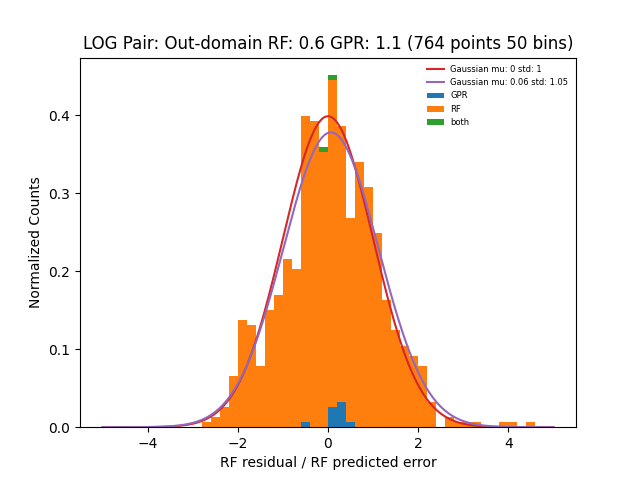 LOG Pair: Out-domain RF: 0.6 GPR: 1.1 (764 points 50 bins)
Gaussian mu: 0 std: 1
Gaussian mu: 0.06 std: 1.05
GPR
RF
both
Normalized Counts
0.4
0.3
0.2
0.1
0.0
−4 −2 0 2 4
RF residual / RF predicted error